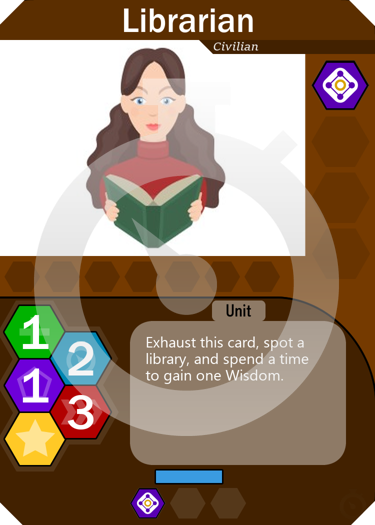 Librarian
Civilian
1
2
1
3
Unit
Exhaust this card, spot a
library, and spend a time
to gain one Wisdom.